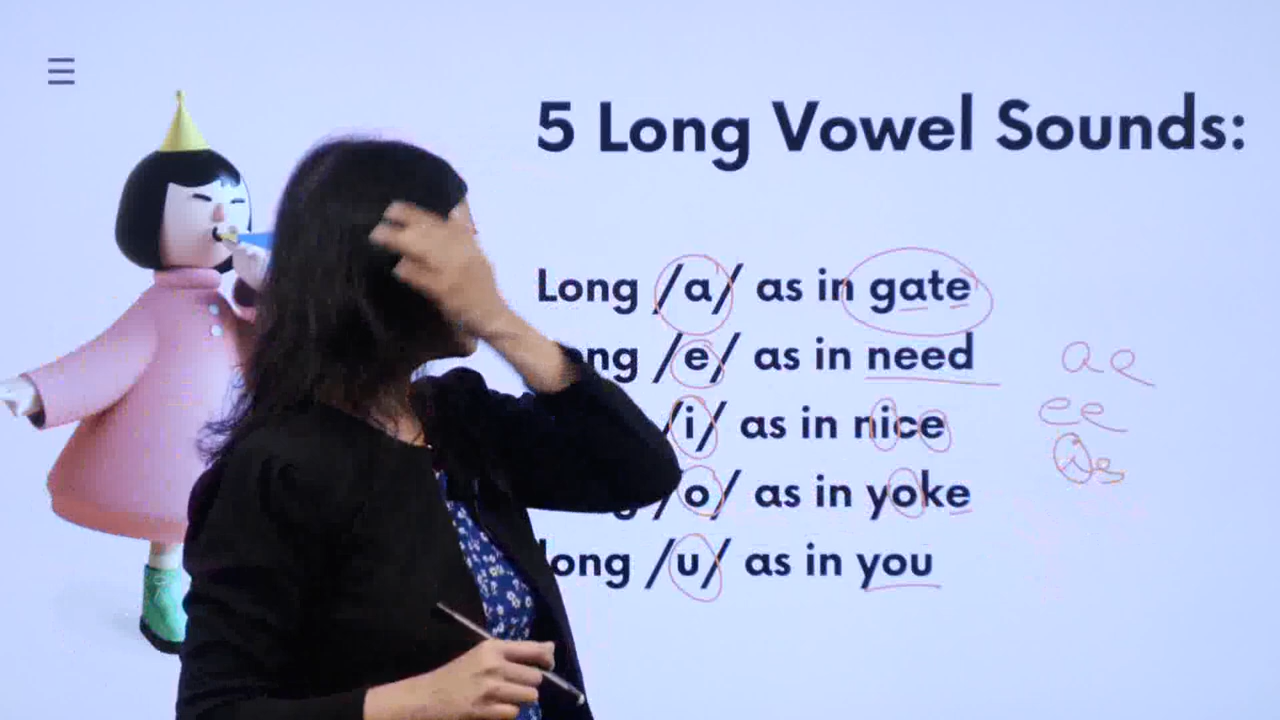 5 Long Vowel Sounds:
Long /a/ as in gate
ng /e/ as in need
ae
/i/ as in nice
ee
/o/ as in yoke
long /u/ as in you